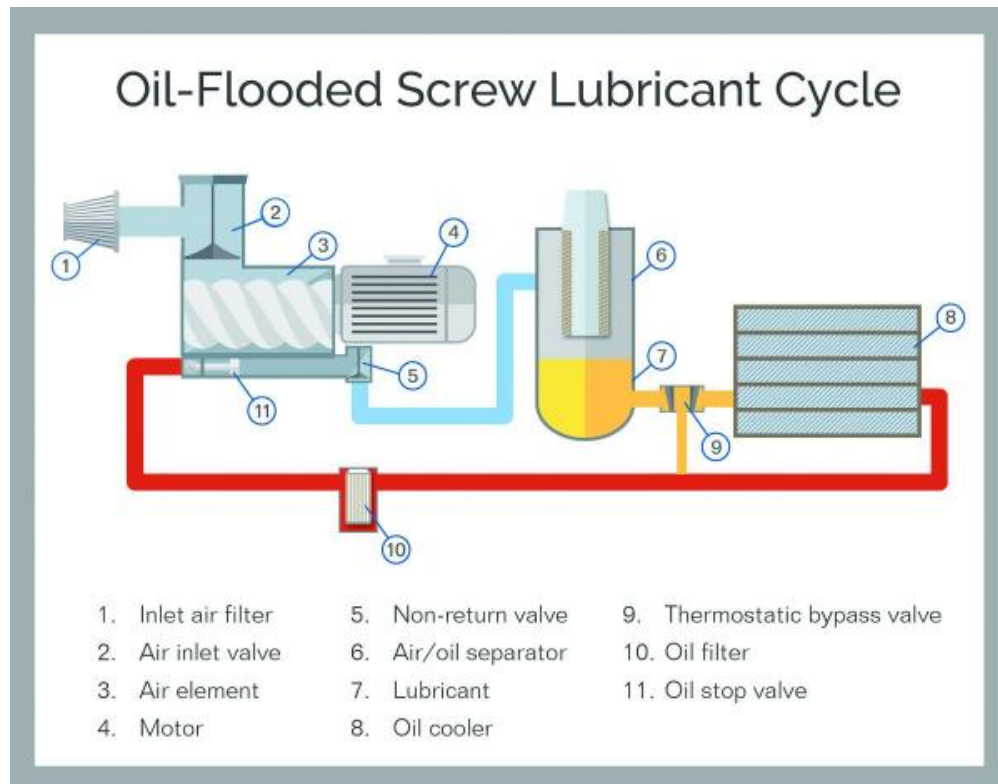 Oil-Flooded Screw Lubricant Cycle
1
2
3
4
5
6
7
8
9
10
11
1. Inlet air filter
2. Air inlet valve
3. Air element
4. Motor
5. Non-return valve
6. Air/oil separator
7. Lubricant
8. Oil cooler
9. Thermostatic bypass valve
10. Oil filter
11. Oil stop valve